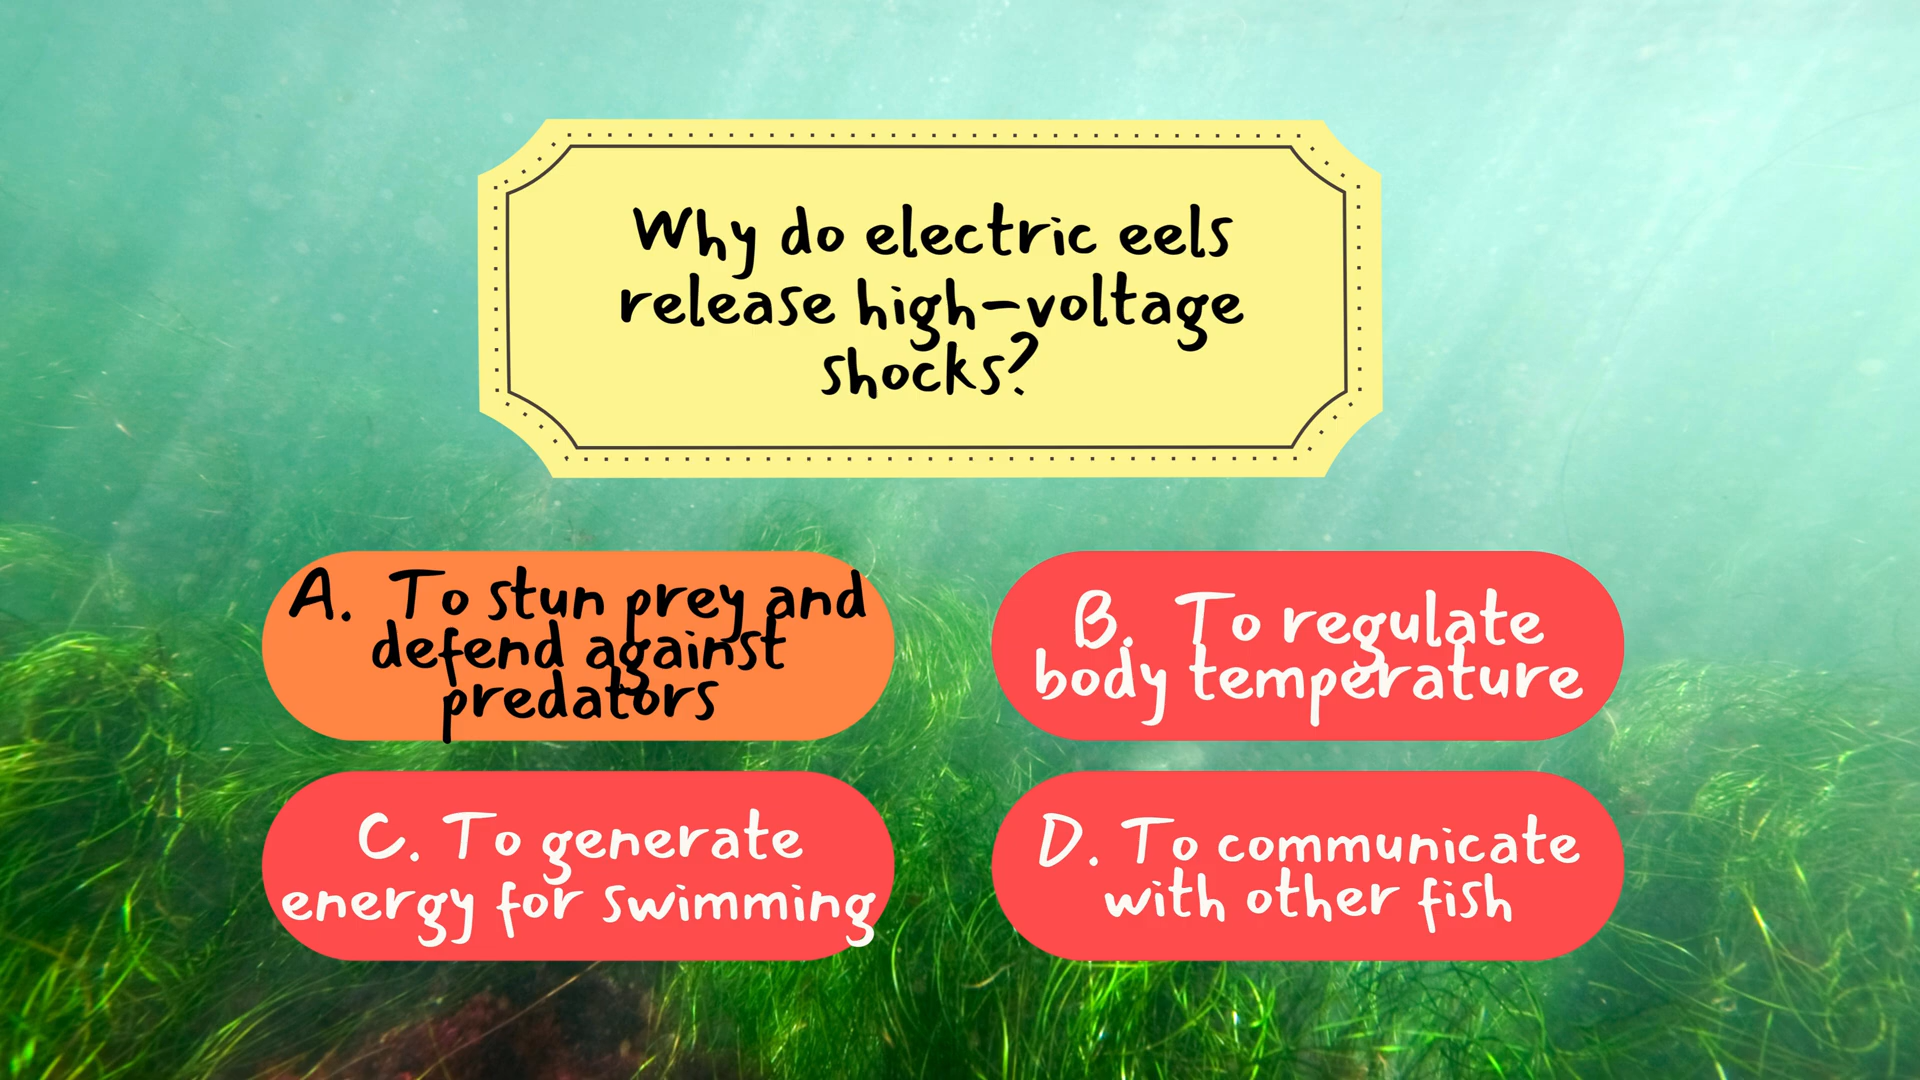 Why do electric eels
release high-voltage
shocks?
A. To stun prey and
defend against
predators
B. To regulate
body temperature
C. To generate
energy for swimming
D. To communicate
with other fish